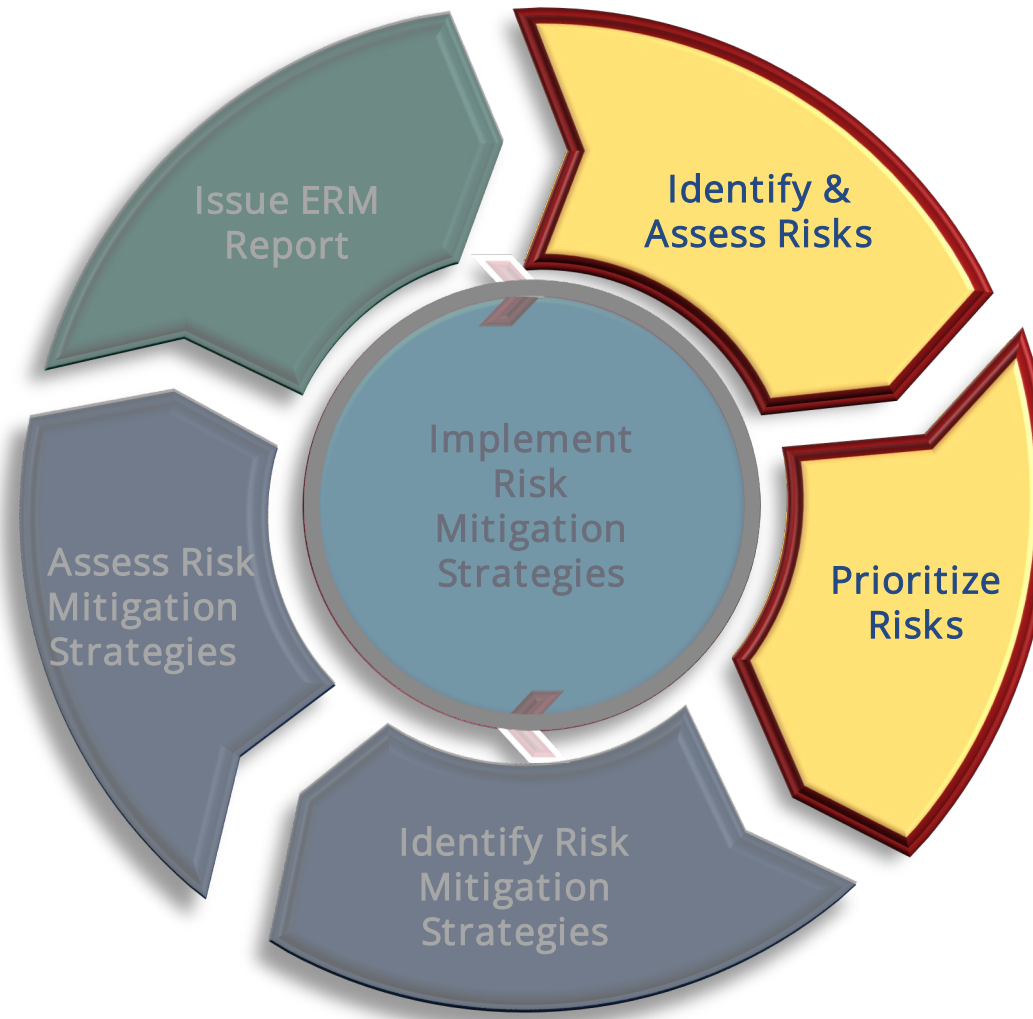 Identify &
Assess Risks
Prioritize
Risks
Identify Risk
Mitigation
Strategies
Assess Risk
Mitigation
Strategies
Issue ERM
Report
Implement
Risk
Mitigation
Strategies